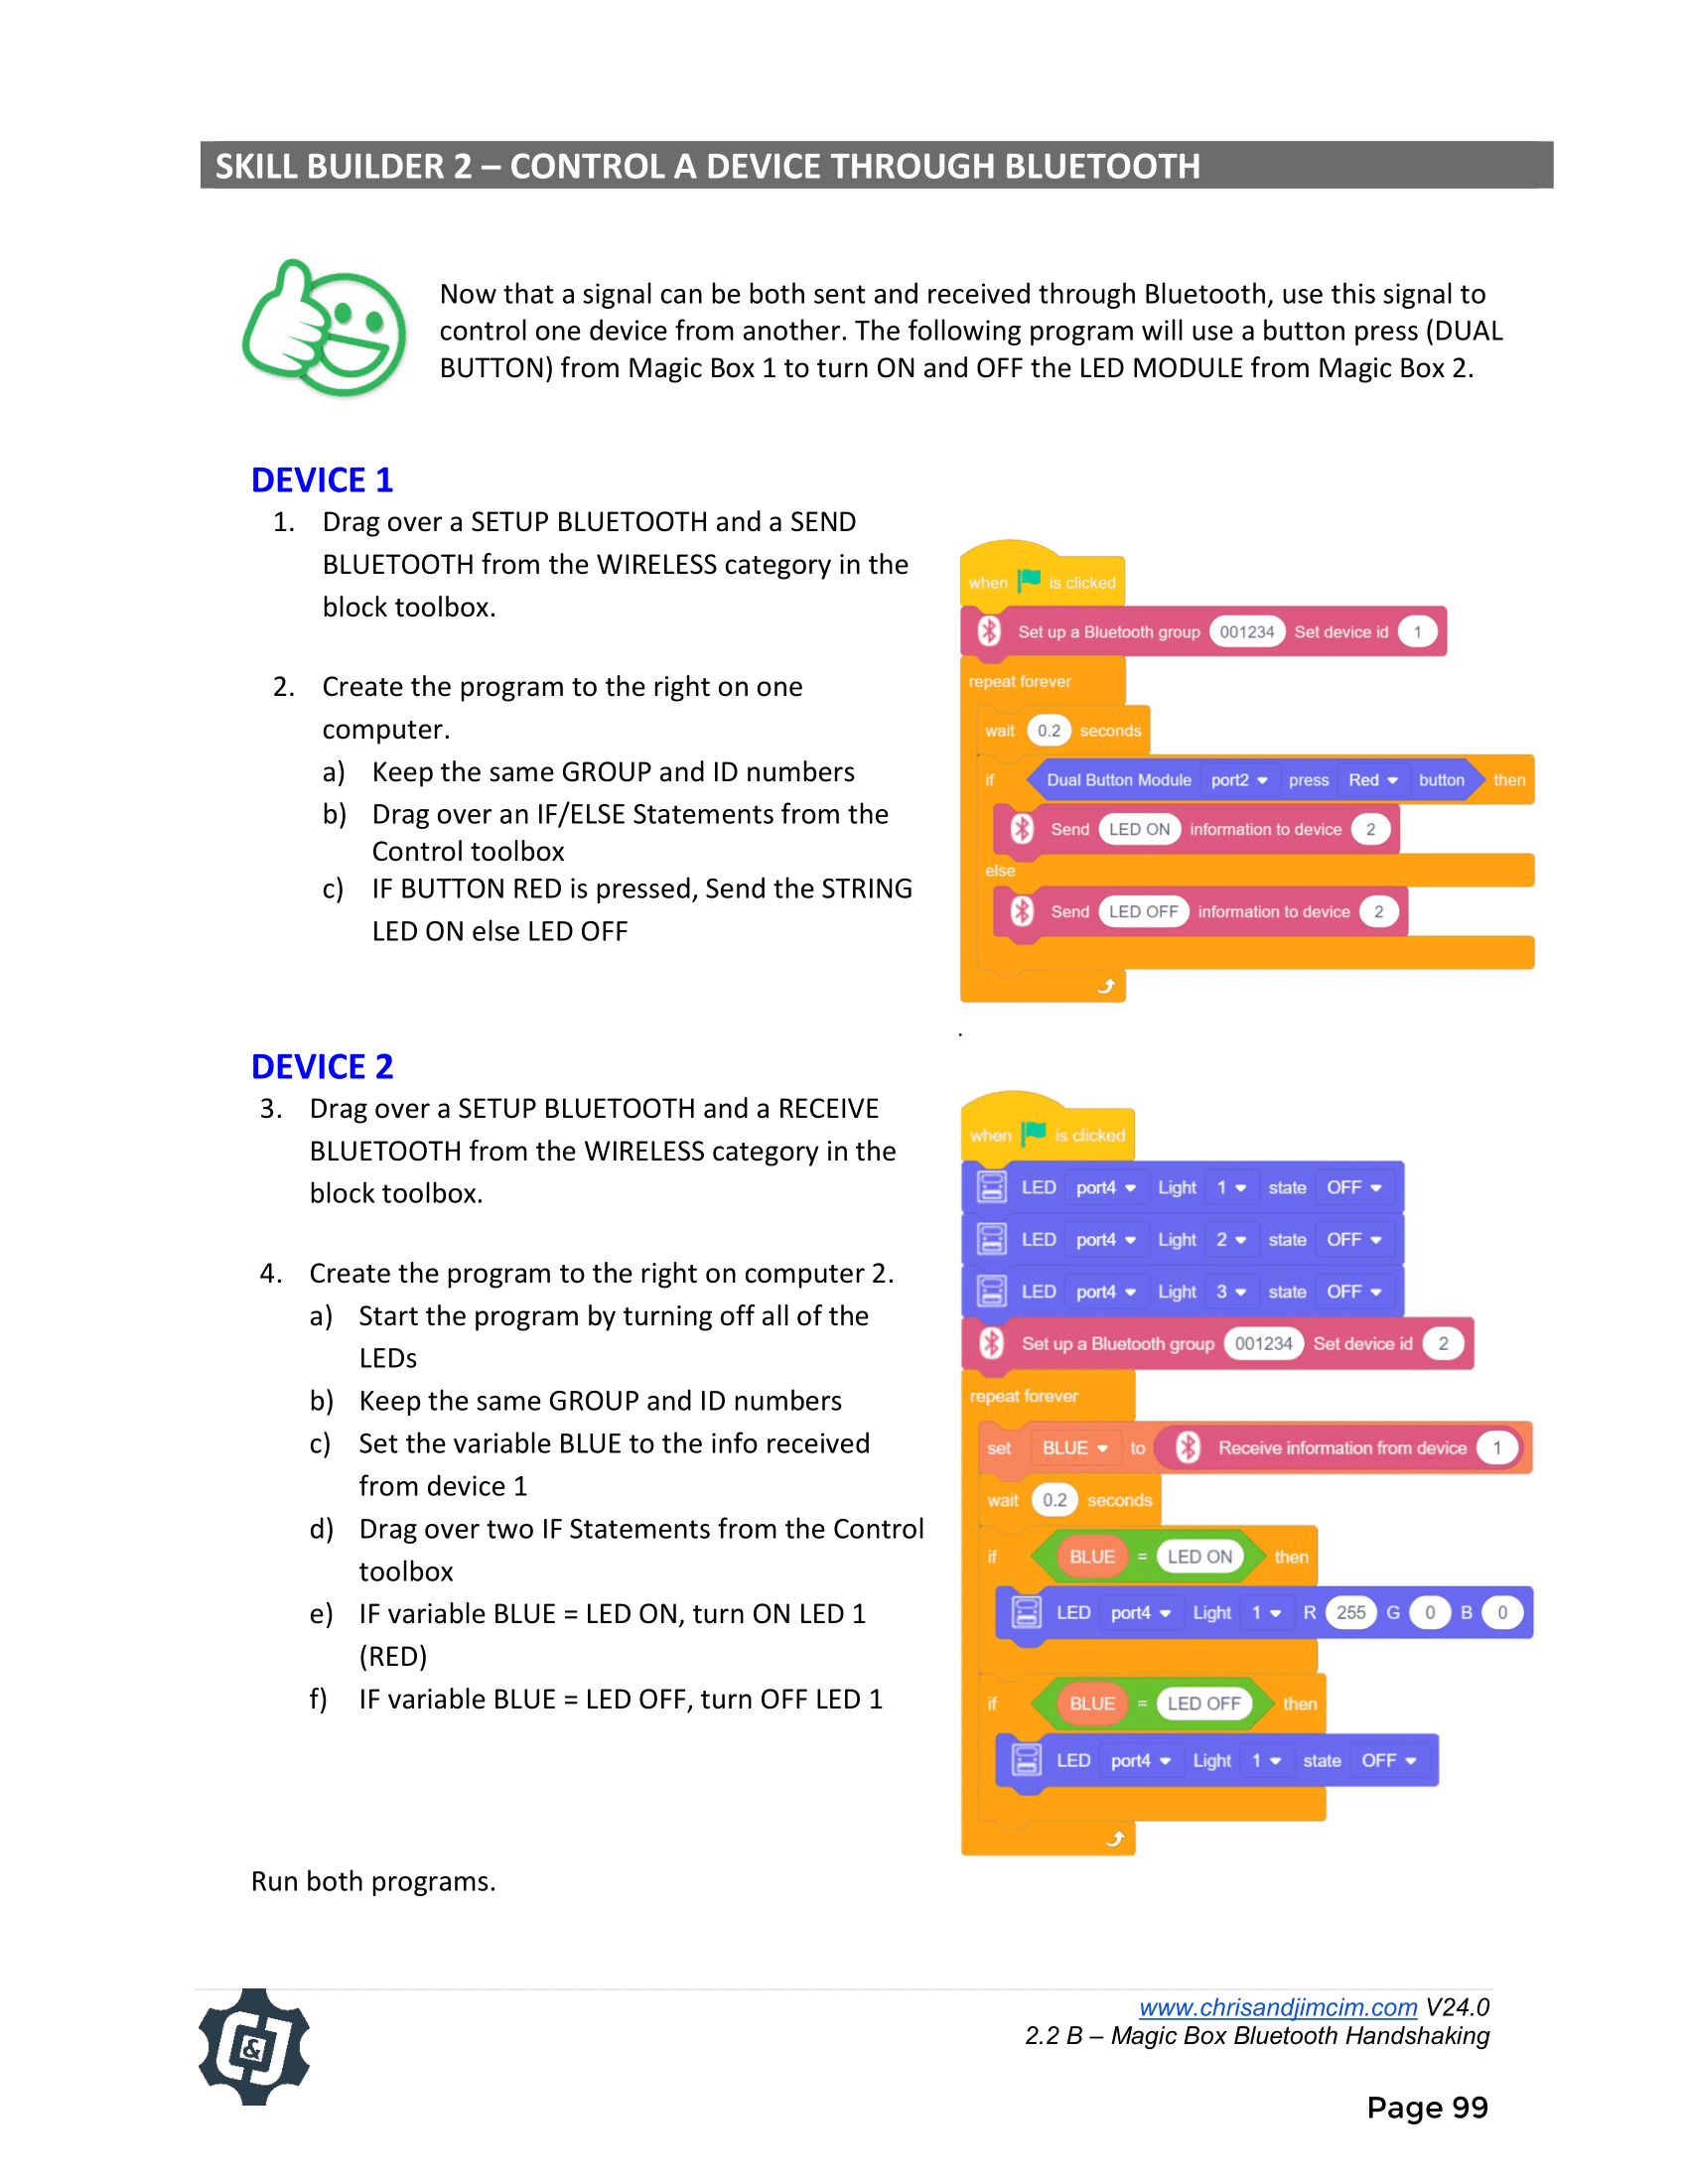 SKILL BUILDER 2 – CONTROL A DEVICE THROUGH BLUETOOTH
Now that a signal can be both sent and received through Bluetooth, use this signal to
control one device from another. The following program will use a button press (DUAL
BUTTON) from Magic Box 1 to turn ON and OFF the LED MODULE from Magic Box 2.
DEVICE 1
1. Drag over a SETUP BLUETOOTH and a SEND
BLUETOOTH from the WIRELESS category in the
block toolbox.
2. Create the program to the right on one
computer.
a) Keep the same GROUP and ID numbers
b) Drag over an IF/ELSE Statements from the
Control toolbox
c) IF BUTTON RED is pressed, Send the STRING
LED ON else LED OFF
when is clicked
Set up a Bluetooth group 001234 Set device id 1
repeat forever
wait 0.2 seconds
if Dual Button Module port2 press Red button then
Send LED ON information to device 2
else
Send LED OFF information to device 2
.
DEVICE 2
3. Drag over a SETUP BLUETOOTH and a RECEIVE
BLUETOOTH from the WIRELESS category in the
block toolbox.
4. Create the program to the right on computer 2.
a) Start the program by turning off all of the
LEDs
b) Keep the same GROUP and ID numbers
c) Set the variable BLUE to the info received
from device 1
d) Drag over two IF Statements from the Control
toolbox
e) IF variable BLUE = LED ON, turn ON LED 1
(RED)
f) IF variable BLUE = LED OFF, turn OFF LED 1
when is clicked
LED port4 Light 1 state OFF
LED port4 Light 2 state OFF
LED port4 Light 3 state OFF
Set up a Bluetooth group 001234 Set device id 2
repeat forever
set BLUE to Receive information from device 1
wait 0.2 seconds
if BLUE = LED ON then
LED port4 Light 1 R 255 G 0 B 0
if BLUE = LED OFF then
LED port4 Light 1 state OFF
Run both programs.
&
www.chrisandjimcim.com V24.0
2.2 B – Magic Box Bluetooth Handshaking
Page 99